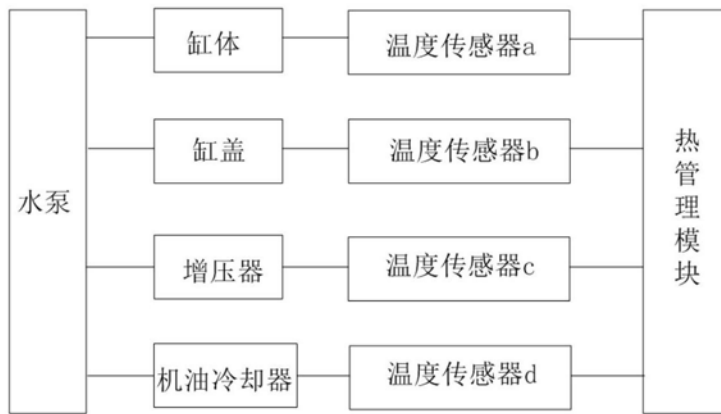 水泵
缸体
温度传感器a
缸盖
温度传感器b
增压器
温度传感器c
机油冷却器
温度传感器d
热管理模块